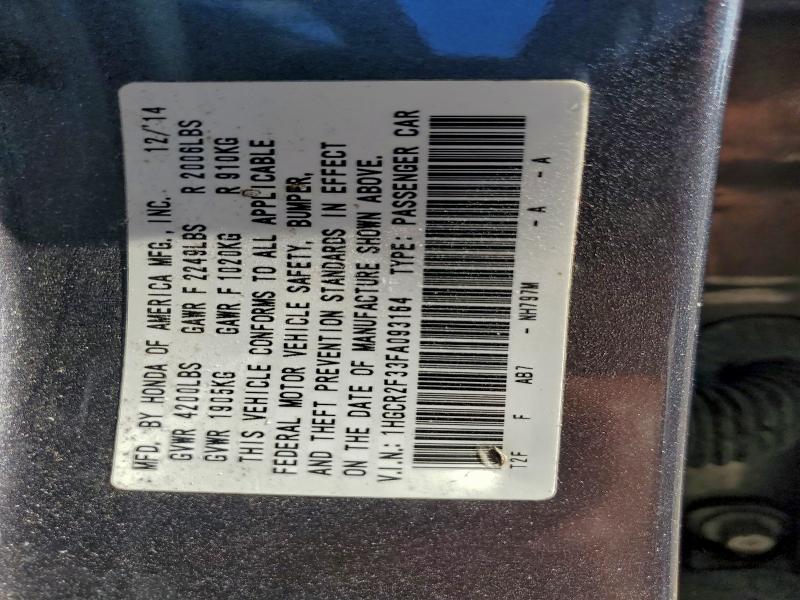 MFD. BY HONDA OF AMERICA MFG., INC. 12/14
GVWR 4200LBS GAWR F 2249LBS R 2006LBS
GVWR 1905KG GAWR F 1020KG R 910KG
THIS VEHICLE CONFORMS TO ALL APPLICABLE
FEDERAL MOTOR VEHICLE SAFETY, BUMPER,
AND THEFT PREVENTION STANDARDS IN EFFECT
ON THE DATE OF MANUFACTURE SHOWN ABOVE.
V.I.N.: 1HGCR2F33FA093164 TYPE: PASSENGER CAR
12F F AB7 - NH797M - A - A